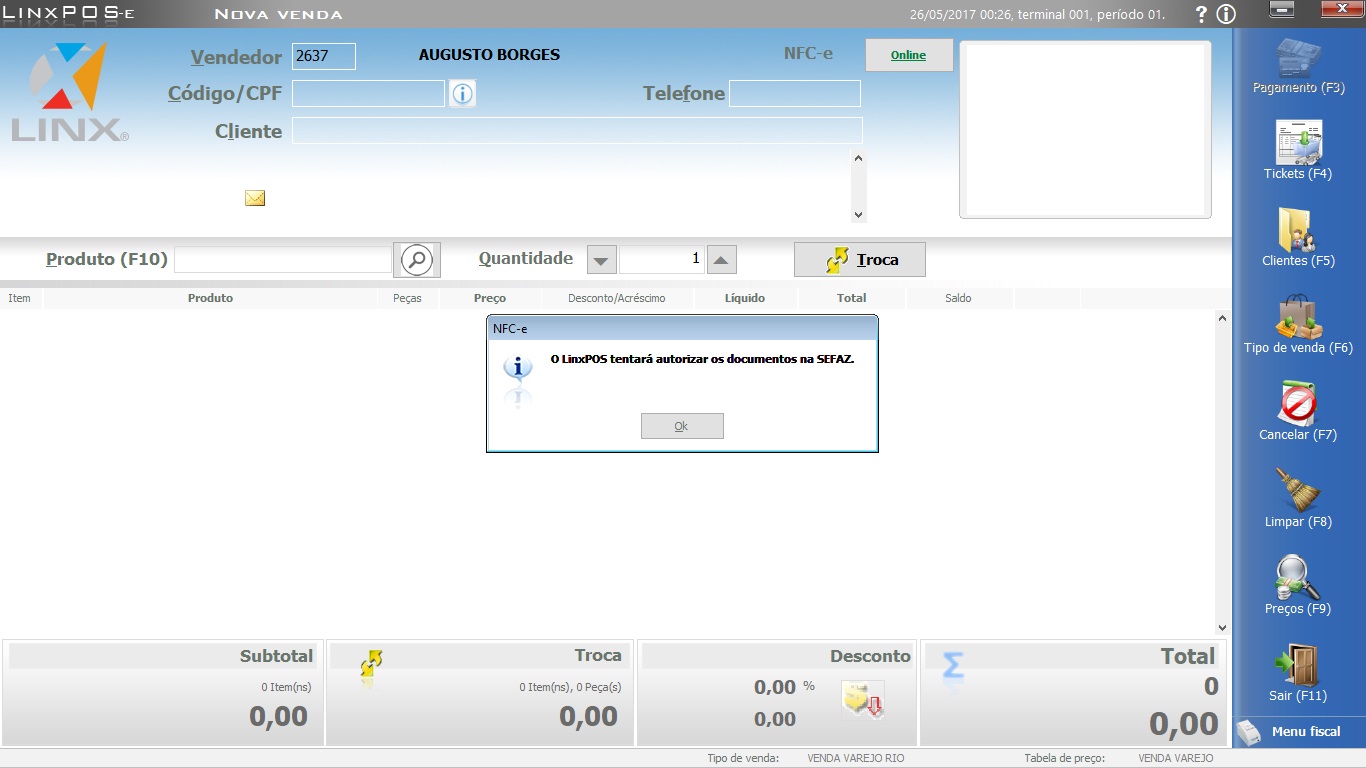 LINXPOS-E NOVA VENDA 26/05/2017 00:26, terminal 001, período 01. ? i X
Vendedor 2637 AUGUSTO BORGES NFC-e Online
Pagamento (F3)
Código/CPF Telefone
LINX®
Cliente
Tickets (F4)
Clientes (F5)
Produto (F10) Quantidade 1 Troca
Item Produto Peças Preço Desconto/Acréscimo Líquido Total Saldo
NFC-e
O LinxPOS tentará autorizar os documentos na SEFAZ.
Ok
Tipo de venda (F6)
Cancelar (F7)
Limpar (F8)
Preços (F9)
Sair (F11)
Menu fiscal
Subtotal
0 Item(ns)
0,00
Troca
0 Item(ns), 0 Peça(s)
0,00
Desconto
0,00 %
0,00
Σ Total
0
0,00
Tipo de venda: VENDA VAREJO RIO Tabela de preço: VENDA VAREJO